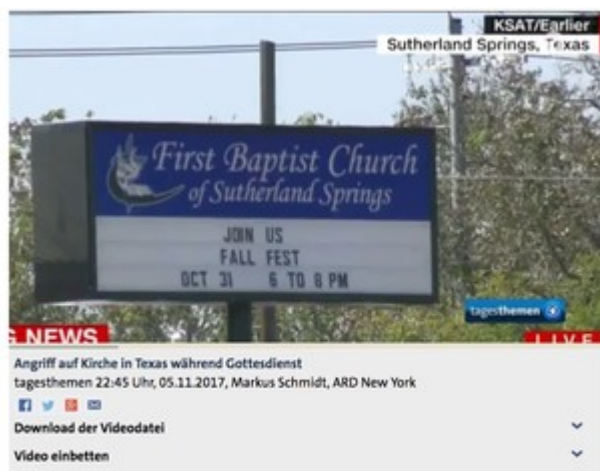 KSAT/Earlier
Sutherland Springs, Texas
First Baptist Church
of Sutherland Springs
JOIN US
FALL FEST
OCT 31 6 TO 8 PM
tagesthemen
NEWS
LIVE
Angriff auf Kirche in Texas während Gottesdienst
tagesthemen 22:45 Uhr, 05.11.2017, Markus Schmidt, ARD New York
Download der Videodatei
Video einbetten